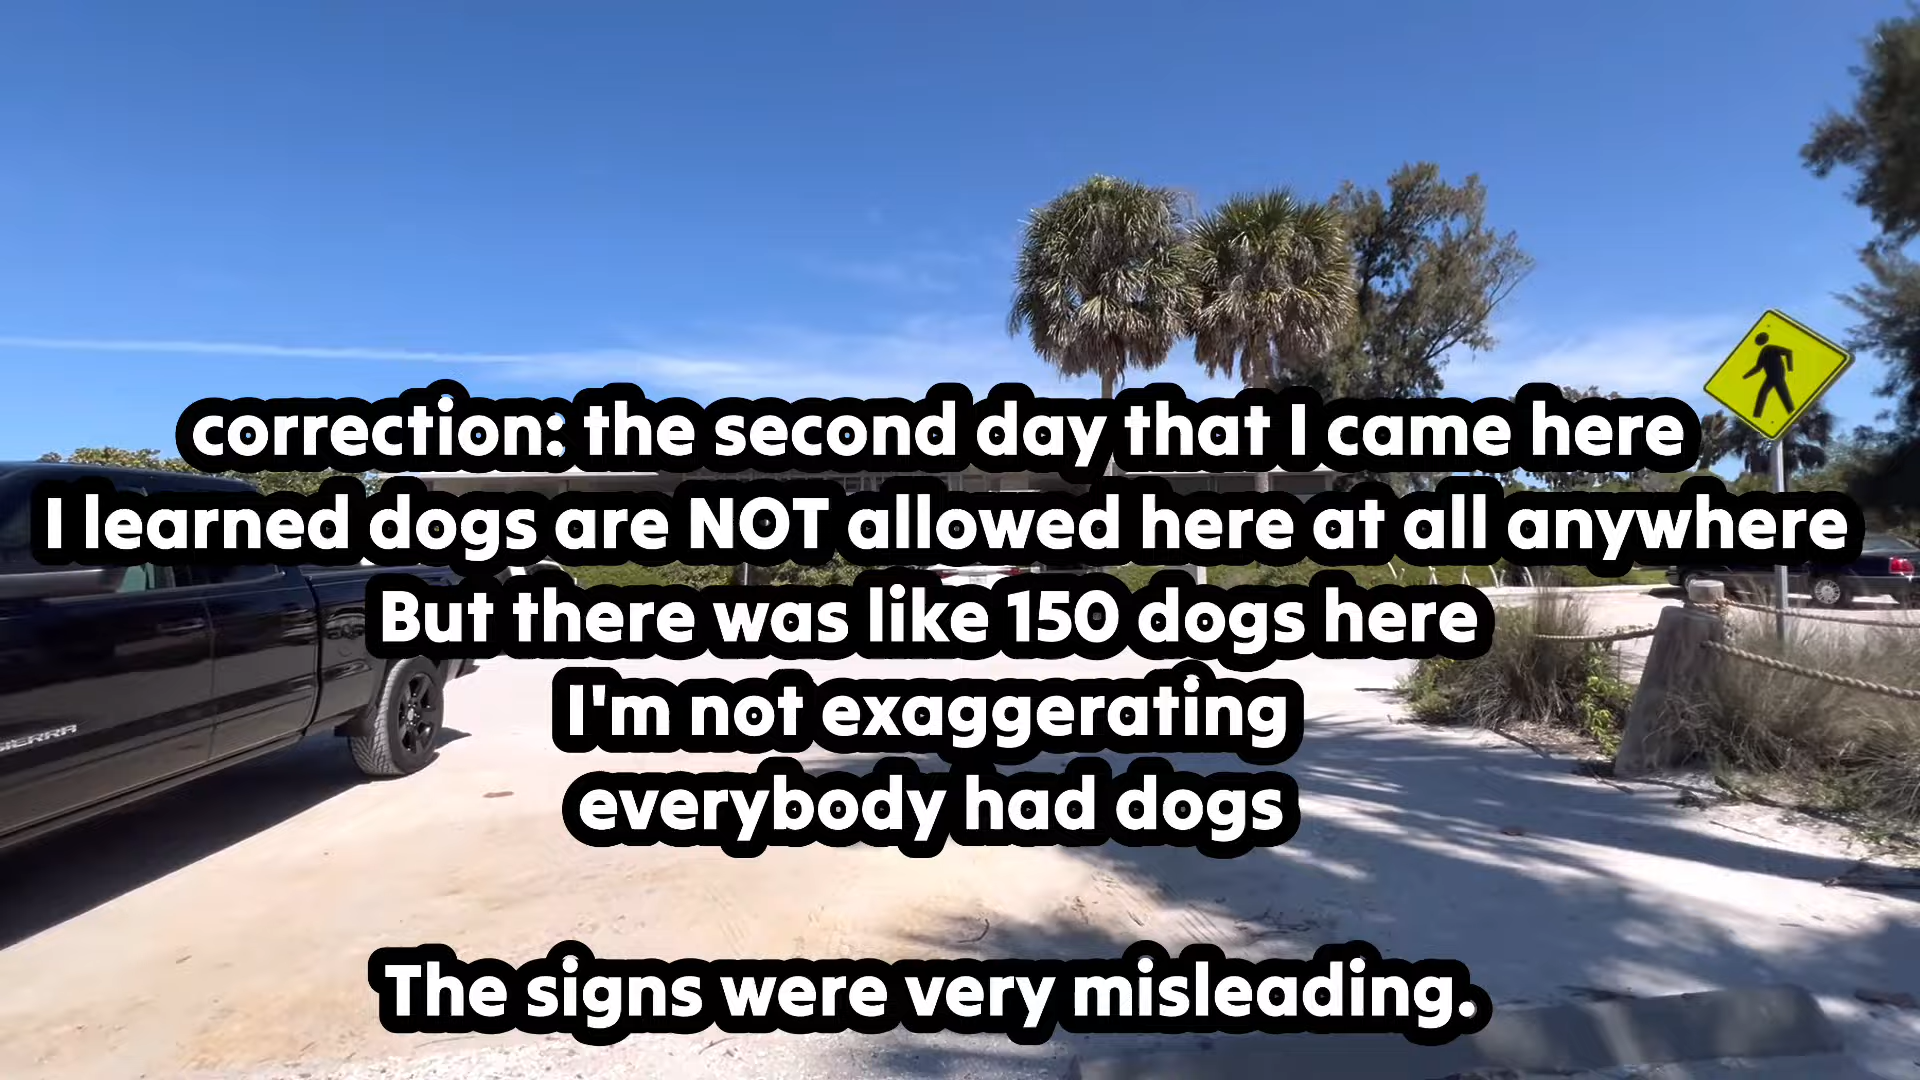 correction: the second day that I came here
I learned dogs are NOT allowed here at all anywhere
But there was like 150 dogs here
I'm not exaggerating
everybody had dogs
The signs were very misleading.
SIERRA